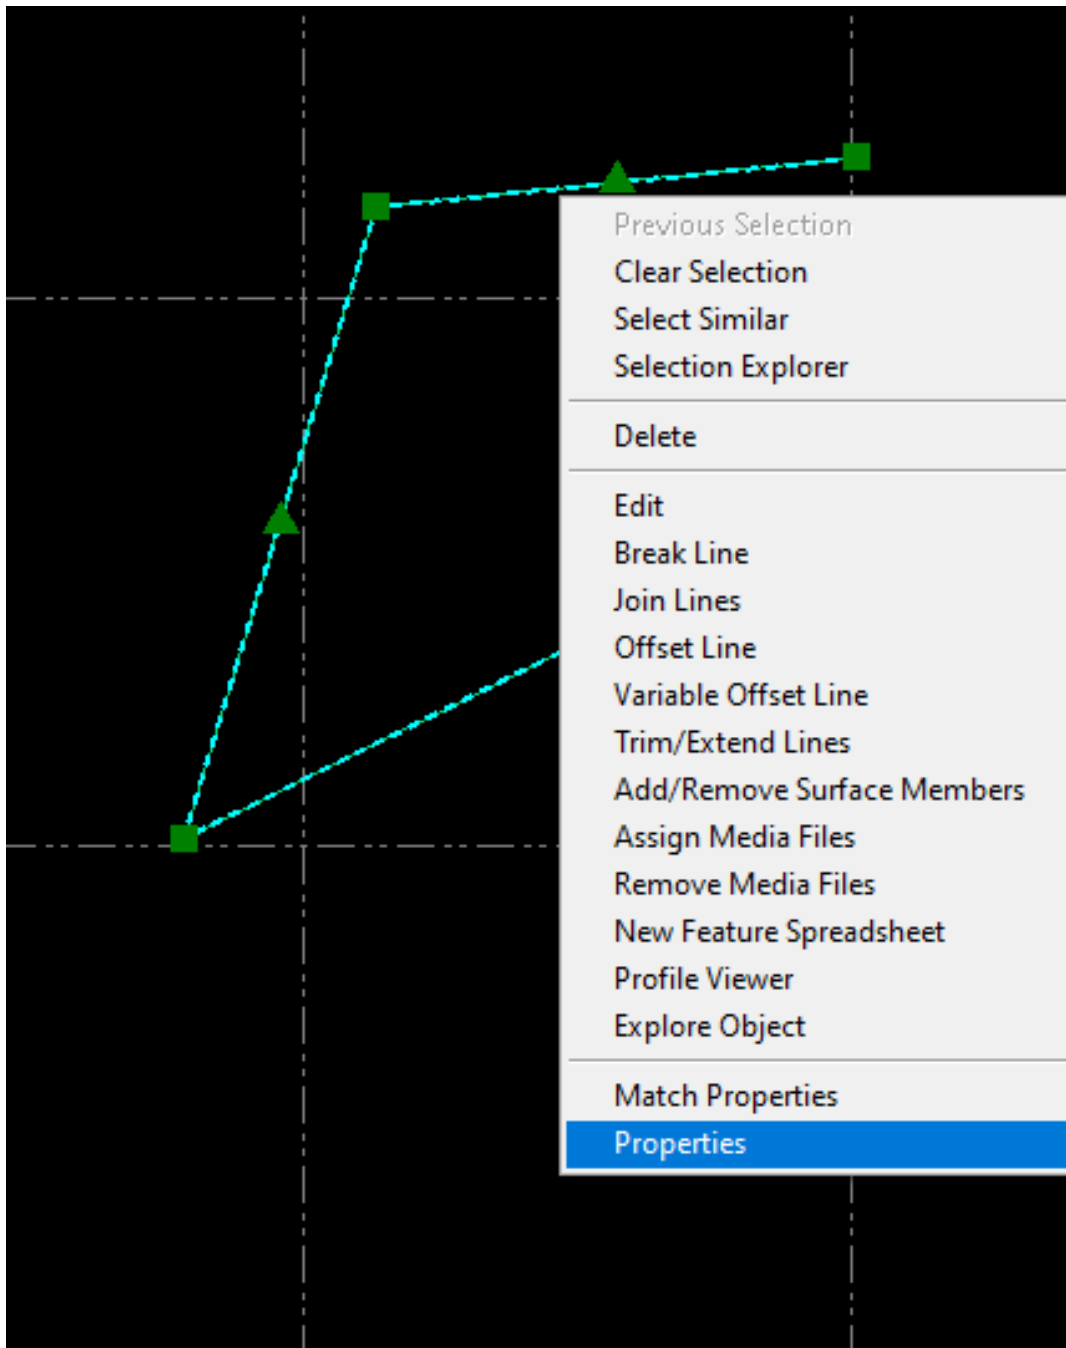 Previous Selection
Clear Selection
Select Similar
Selection Explorer
Delete
Edit
Break Line
Join Lines
Offset Line
Variable Offset Line
Trim/Extend Lines
Add/Remove Surface Members
Assign Media Files
Remove Media Files
New Feature Spreadsheet
Profile Viewer
Explore Object
Match Properties
Properties